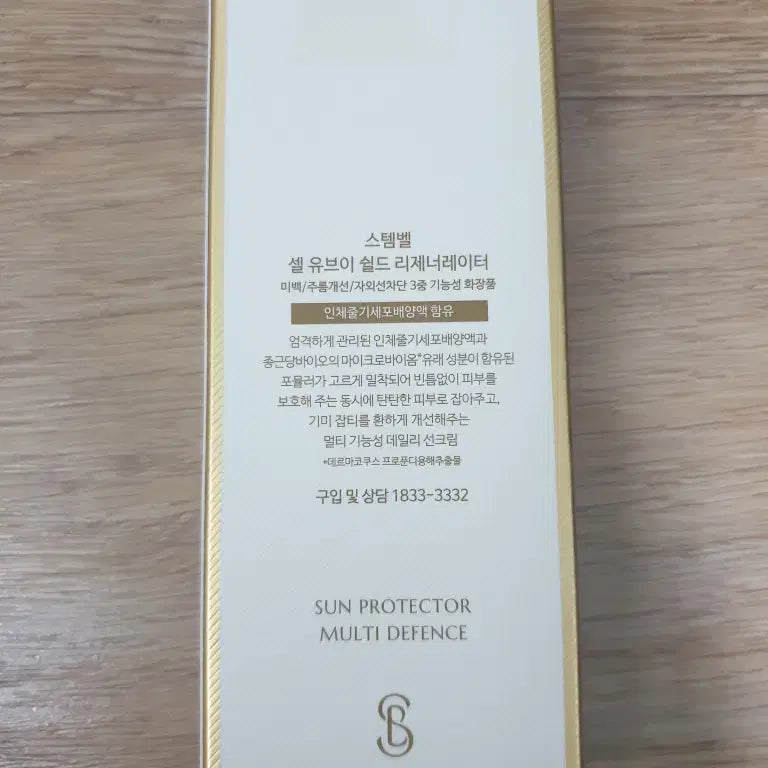 스템벨
셀 유브이 쉴드 리제너레이터
미백/주름개선/자외선차단 3중 기능성 화장품
인체줄기세포배양액 함유
엄격하게 관리된 인체줄기세포배양액과
종근당바이오의 마이크로바이옴*유래 성분이 함유된
포뮬러가 고르게 밀착되어 빈틈없이 피부를
보호해 주는 동시에 탄탄한 피부로 잡아주고,
기미 잡티를 환하게 개선해주는
멀티 기능성 데일리 선크림
*데르마코쿠스 프로푼디용해추출물
구입 및 상담 1833-3332
SUN PROTECTOR
MULTI DEFENCE
SB